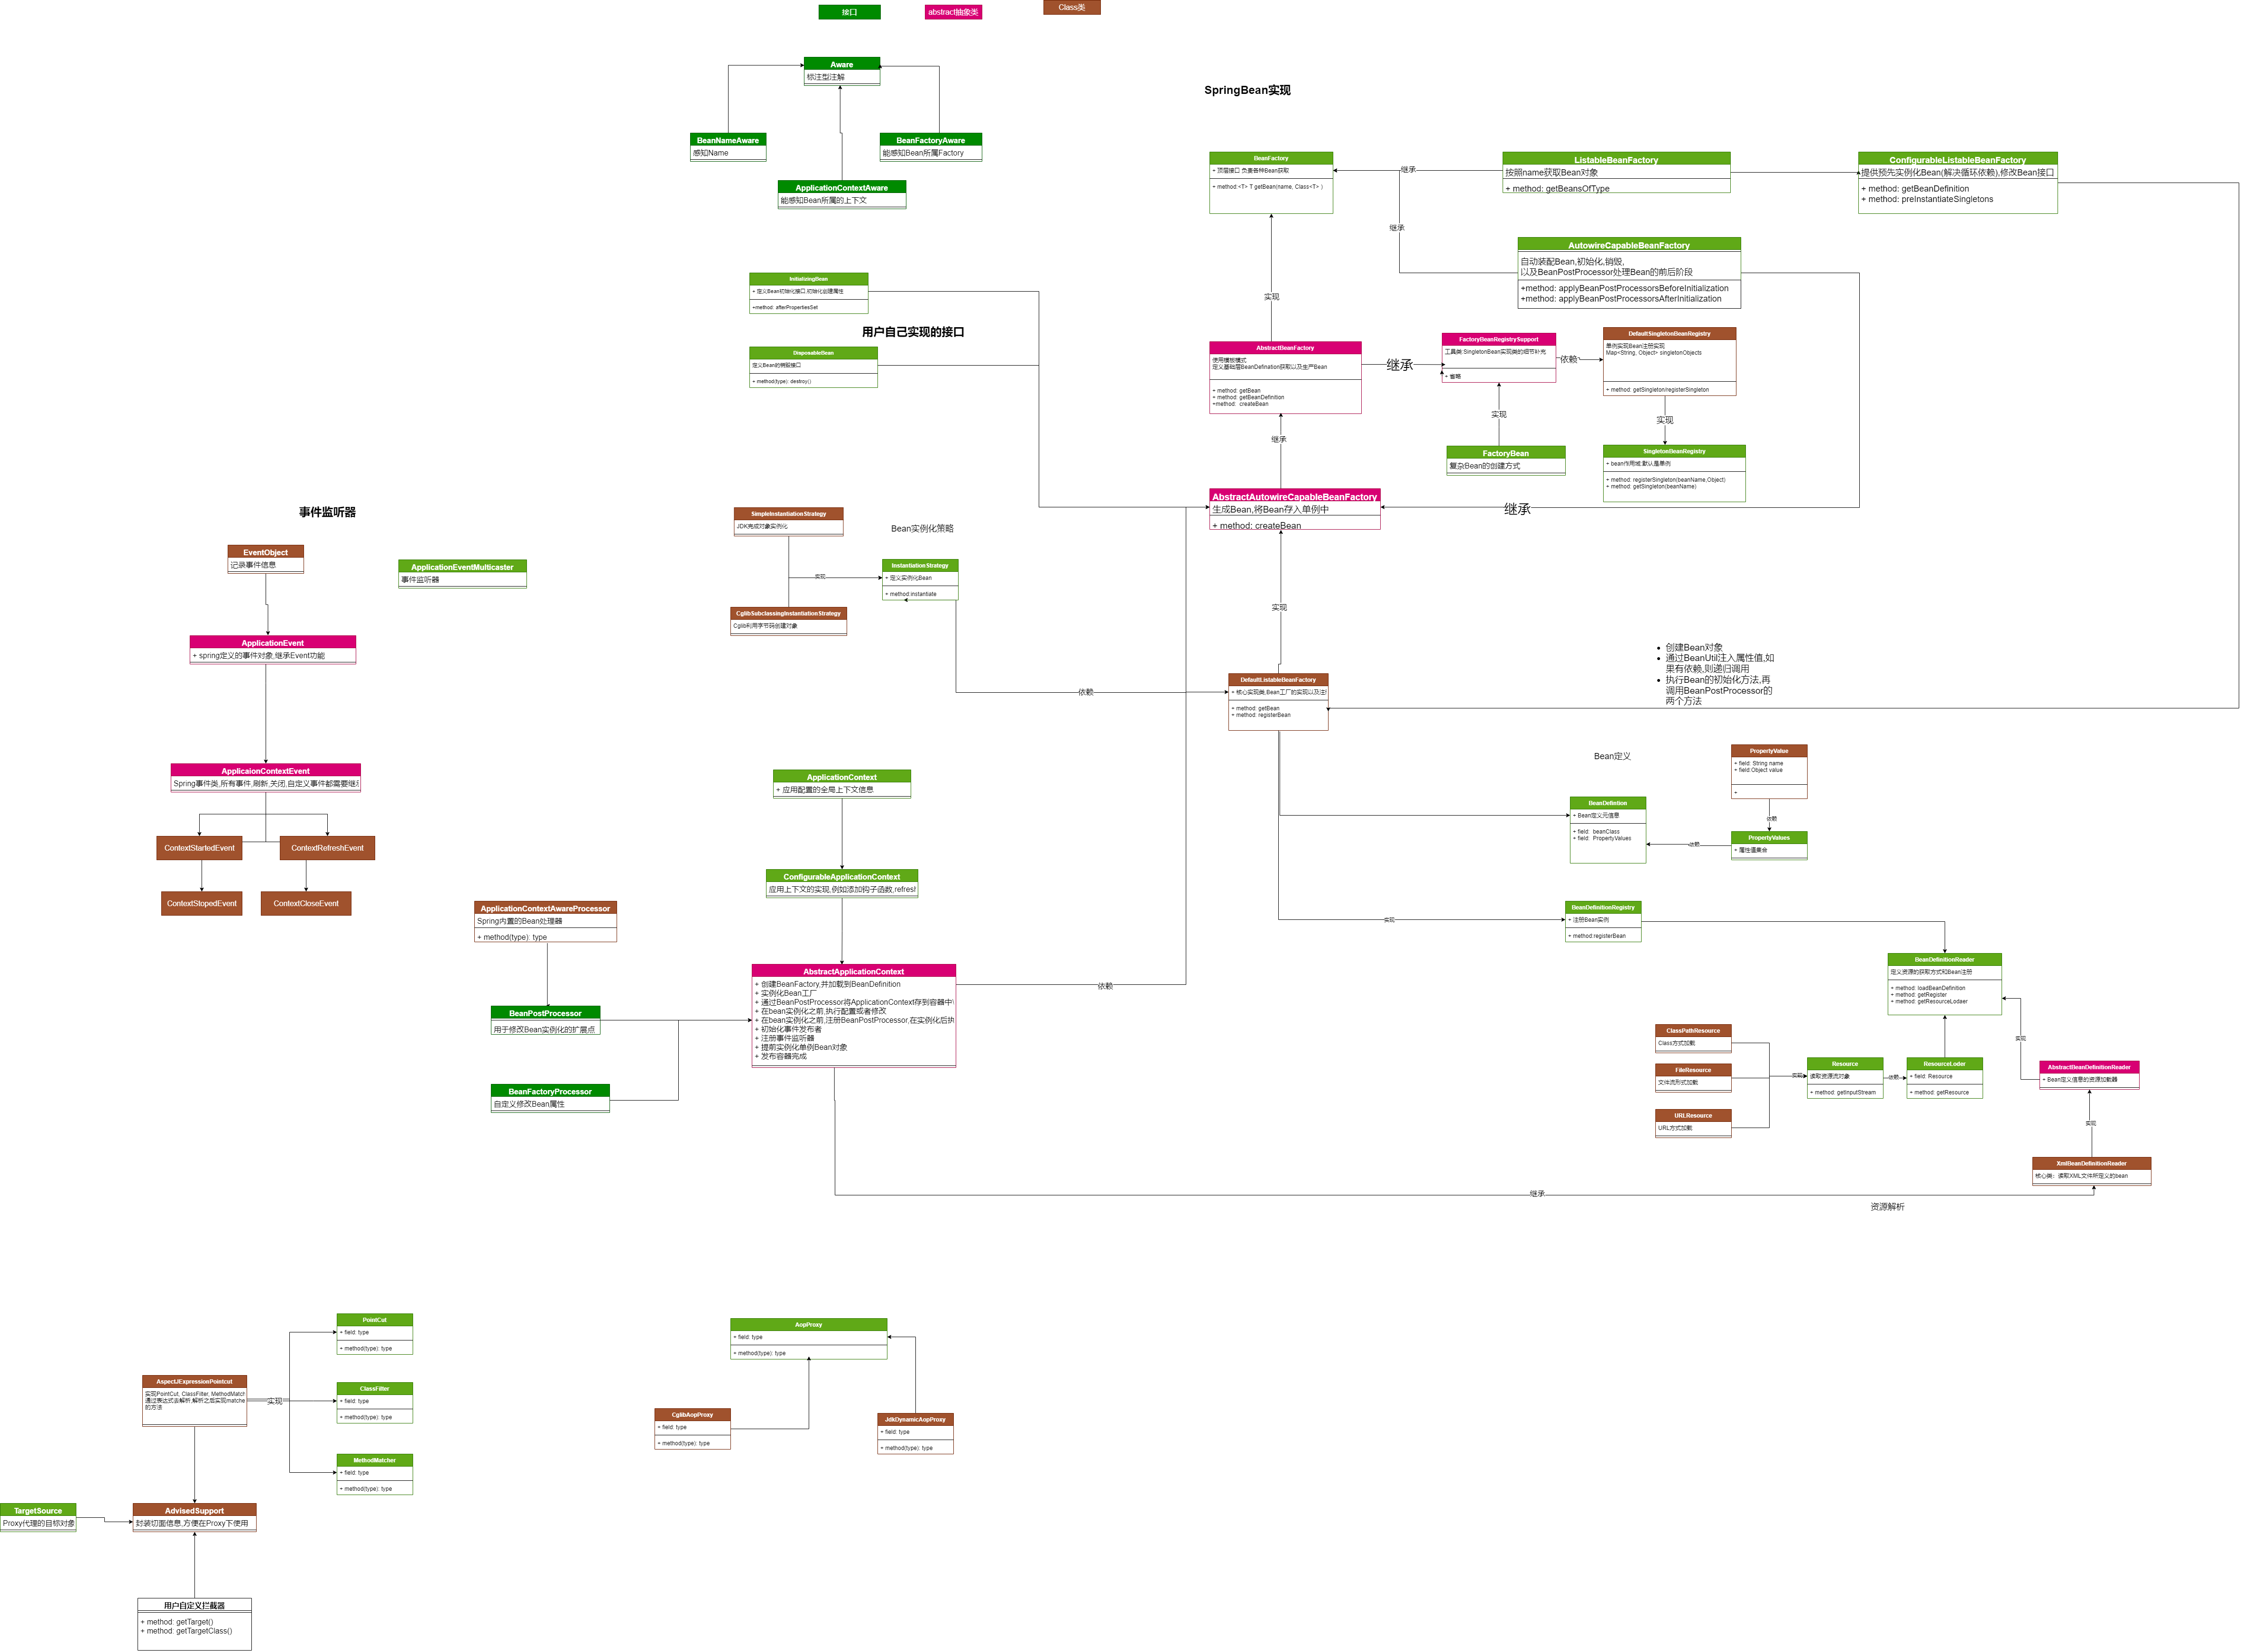 接口
abstract抽象类
Class类
Aware
标注型注解
BeanNameAware
感知Name
BeanFactoryAware
能感知Bean所属Factory
ApplicationContextAware
能感知Bean所属的上下文
SpringBean实现
BeanFactory
+ 顶层接口 负责各种Bean获取
+ method:<T> T getBean(name, Class<T> )
继承
ListableBeanFactory
按照name获取Bean对象
+ method: getBeansOfType
ConfigurableListableBeanFactory
提供预先实例化Bean(解决循环依赖),修改Bean接口
+ method: getBeanDefinition
+ method: preInstantiateSingletons
继承
AutowireCapableBeanFactory
自动装配Bean,初始化,销毁,
以及BeanPostProcessor处理Bean的前后阶段
+method: applyBeanPostProcessorsBeforeInitialization
+method: applyBeanPostProcessorsAfterInitialization
InitializingBean
+ 定义Bean初始化接口,初始化创建属性
+method: afterPropertiesSet
用户自己实现的接口
DisposableBean
定义Bean的销毁接口
+ method(type): destroy()
实现
AbstractBeanFactory
使用模板模式
定义基础层BeanDefination获取以及生产Bean
+ method: getBean
+ method: getBeanDefinition
+method:  createBean
继承
FactoryBeanRegistrySupport
工具类:SingletonBean实现类的细节补充
+ 省略
依赖
DefaultSingletonBeanRegistry
单例实现Bean注册实现
Map<String, Object> singletonObjects
+ method: getSingleton/registerSingleton
实现
实现
继承
FactoryBean
复杂Bean的创建方式
SingletonBeanRegistry
+ bean作用域:默认是单例
+ method: registerSingleton(beanName,Object)
+ method: getSingleton(beanName)
AbstractAutowireCapableBeanFactory
生成Bean,将Bean存入单例中
+ method: createBean
继承
事件监听器
EventObject
记录事件信息
ApplicationEventMulticaster
事件监听器
ApplicationEvent
+ spring定义的事件对象,继承Event功能
ApplicaionContextEvent
Spring事件类,所有事件,刷新,关闭,自定义事件都需要继
ContextStartedEvent
ContextRefreshEvent
ContextStopedEvent
ContextCloseEvent
SimpleInstantiationStrategy
JDK完成对象实例化
Bean实例化策略
实现
InstantiationStrategy
+ 定义实例化Bean
+ method:instantiate
CglibSubclassingInstantiationStrategy
Cglib利用字节码创建对象
实现
依赖
DefaultListableBeanFactory
+ 核心实现类,Bean工厂的实现以及注
+ method: getBean
+ method: registerBean
创建Bean对象
通过BeanUtil注入属性值,如
果有依赖,则递归调用
执行Bean的初始化方法,再
调用BeanPostProcessor的
两个方法
Bean定义
PropertyValue
+ field: String name
+ field:Object value
+
依赖
BeanDefintion
+ Bean定义元信息
+ field:  beanClass
+ field:  PropertyValues
依赖
PropertyValues
+ 属性值集合
ApplicationContext
+ 应用配置的全局上下文信息
ConfigurableApplicationContext
应用上下文的实现,例如添加钩子函数,refres
ApplicationContextAwareProcessor
Spring内置的Bean处理器
+ method(type): type
AbstractApplicationContext
+ 创建BeanFactory,并加载到BeanDefinition
+ 实例化Bean工厂
+ 通过BeanPostProcessor将ApplicationContext存到容器中
+ 在bean实例化之前,执行配置或者修改
+ 在bean实例化之前,注册BeanPostProcessor,在实例化后执
+ 初始化事件发布者
+ 注册事件监听器
+ 提前实例化单例Bean对象
+ 发布容器完成
依赖
BeanPostProcessor
用于修改Bean实例化的扩展点
BeanFactoryProcessor
自定义修改Bean属性
实现
BeanDefinitionRegistry
+ 注册Bean实例
+ method:registerBean
BeanDefinitionReader
定义资源的获取方式和Bean注册
+ method: loadBeanDefinition
+ method: getRegister
+ method: getResourceLodaer
ClassPathResource
Class方式加载
FileResource
文件流形式加载
URLResource
URL方式加载
实现
Resource
读取资源流对象
+ method: getInputStream
依赖
ResourceLoder
+ field: Resource
+ method: getResource
实现
AbstractBeanDefinitionReader
+ Bean定义信息的资源加载器
实现
XmlBeanDefinitionReader
核心类：读取XML文件所定义的bean
继承
资源解析
PointCut
+ field: type
+ method(type): type
AspectJExpressionPointcut
实现PointCut, ClassFilter, MethodMatch
通过表达式去解析,解析之后实现matche
的方法
实现
ClassFilter
+ field: type
+ method(type): type
MethodMatcher
+ field: type
+ method(type): type
AopProxy
+ field: type
+ method(type): type
CglibAopProxy
+ field: type
+ method(type): type
JdkDynamicAopProxy
+ field: type
+ method(type): type
TargetSource
Proxy代理的目标对象
AdvisedSupport
封装切面信息,方便在Proxy下使用
用户自定义拦截器
+ method: getTarget()
+ method: getTargetClass()